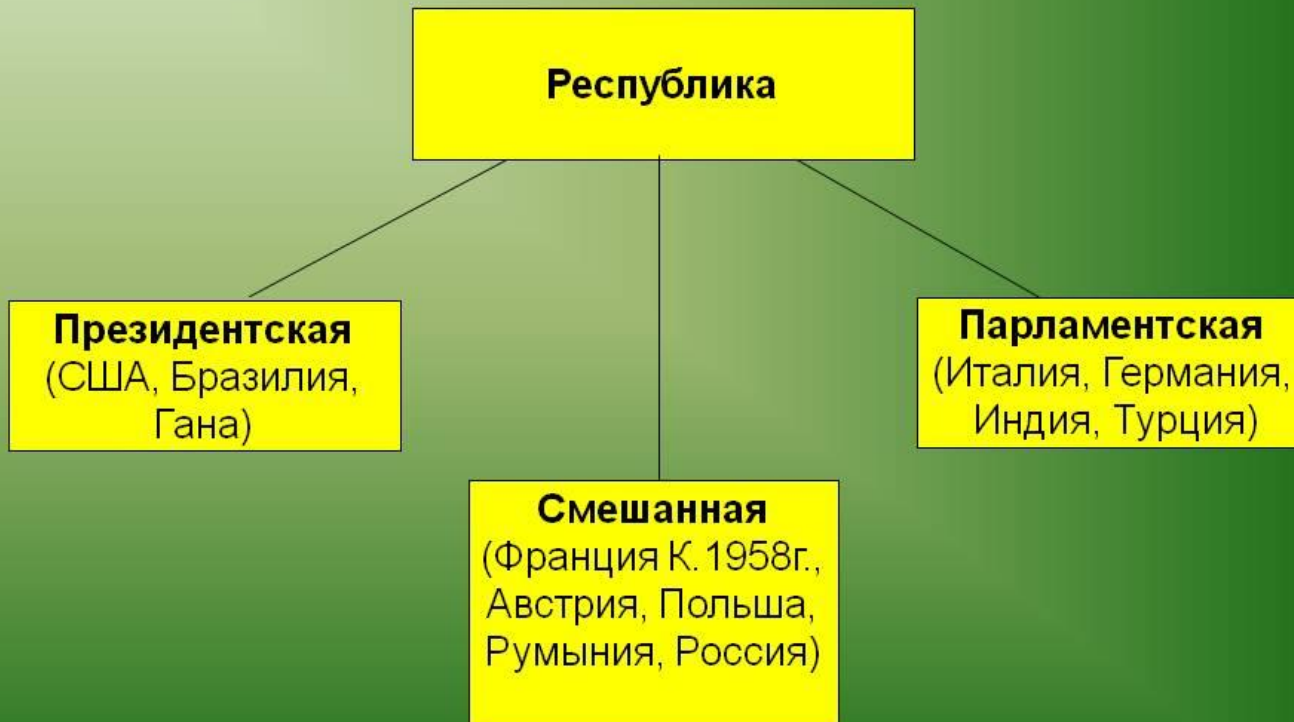 Республика
Президентская
(США, Бразилия,
Гана)
Парламентская
(Италия, Германия,
Индия, Турция)
Смешанная
(Франция К.1958г.,
Австрия, Польша,
Румыния, Россия)